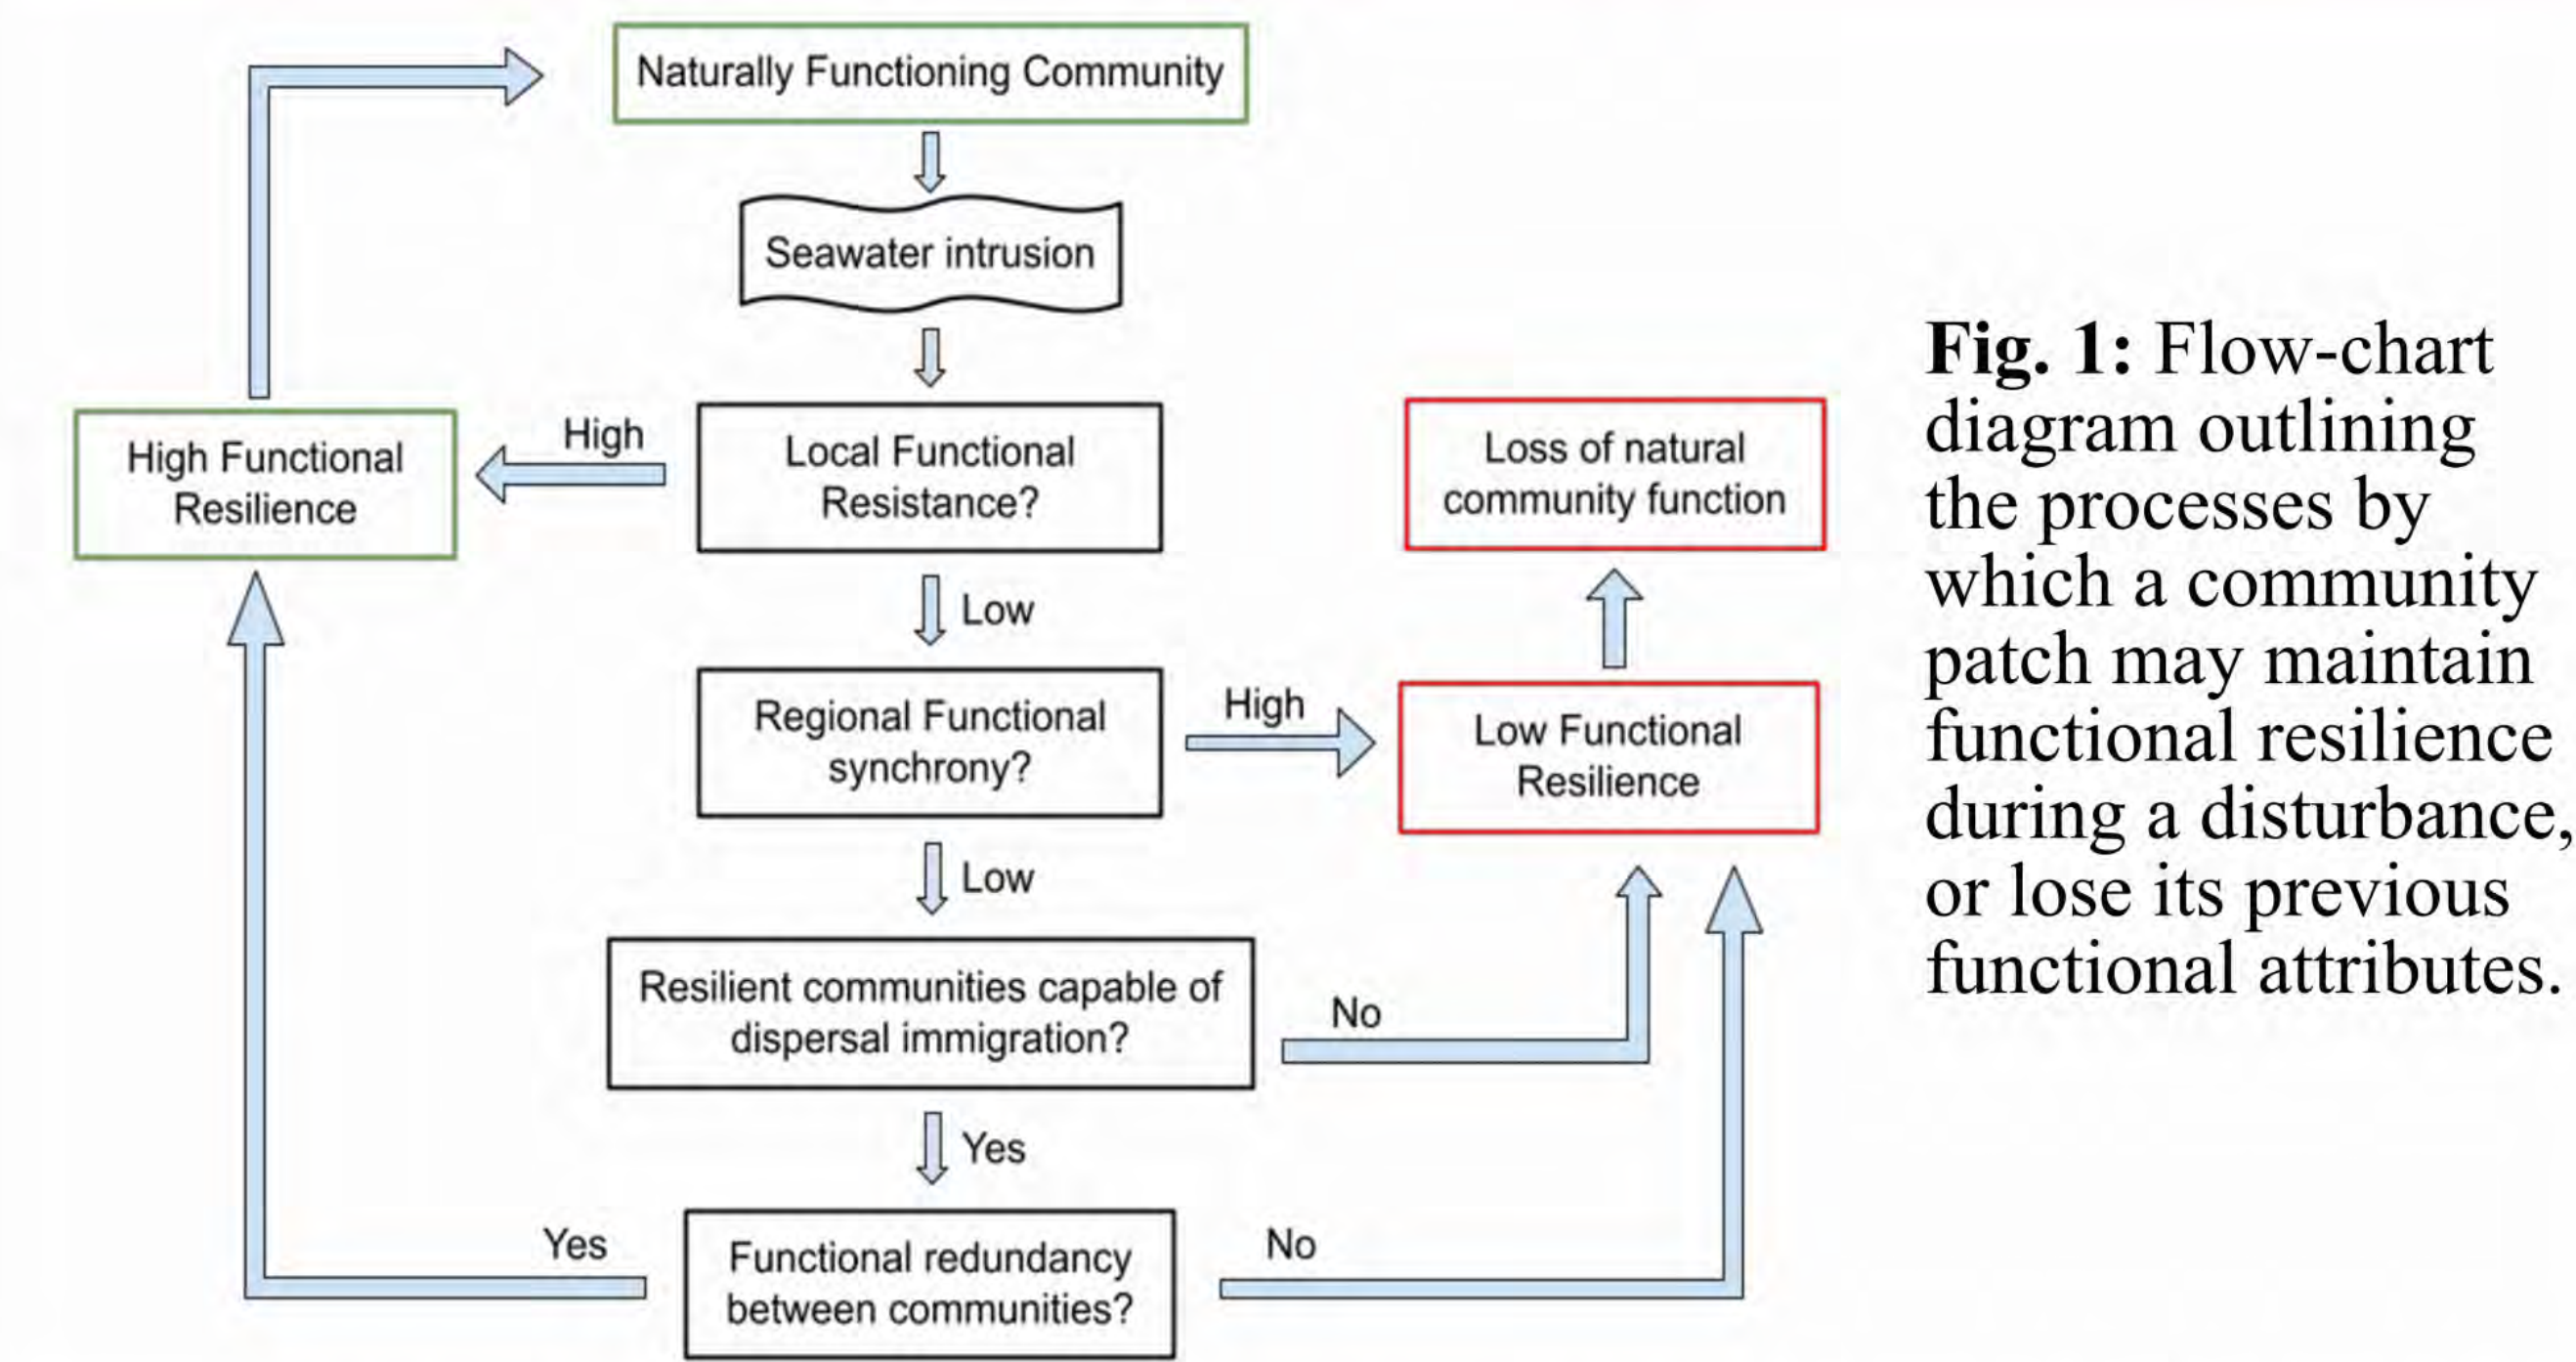 Naturally Functioning Community
Seawater intrusion
High Functional
Resilience
High
Local Functional
Resistance?
Loss of natural
community function
Low
Regional Functional
synchrony?
High
Low Functional
Resilience
Low
Resilient communities capable of
dispersal immigration?
No
Yes
Yes
Functional redundancy
between communities?
No
Fig. 1: Flow-chart
diagram outlining
the processes by
which a community
patch may maintain
functional resilience
during a disturbance,
or lose its previous
functional attributes.